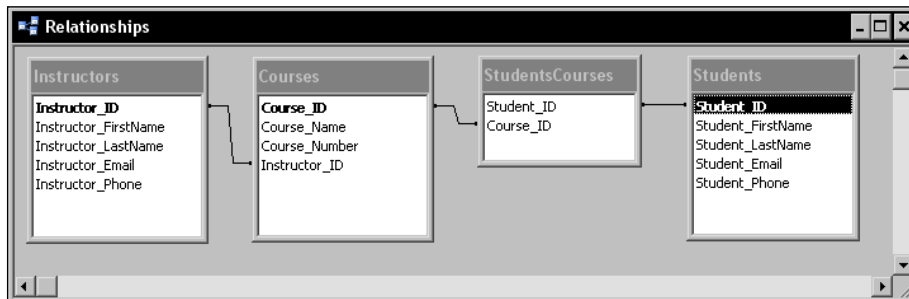 Relationships
Instructors
Instructor_ID
Instructor_FirstName
Instructor_LastName
Instructor_Email
Instructor_Phone
Courses
Course_ID
Course_Name
Course_Number
Instructor_ID
StudentsCourses
Student_ID
Course_ID
Students
Student_ID
Student_FirstName
Student_LastName
Student_Email
Student_Phone